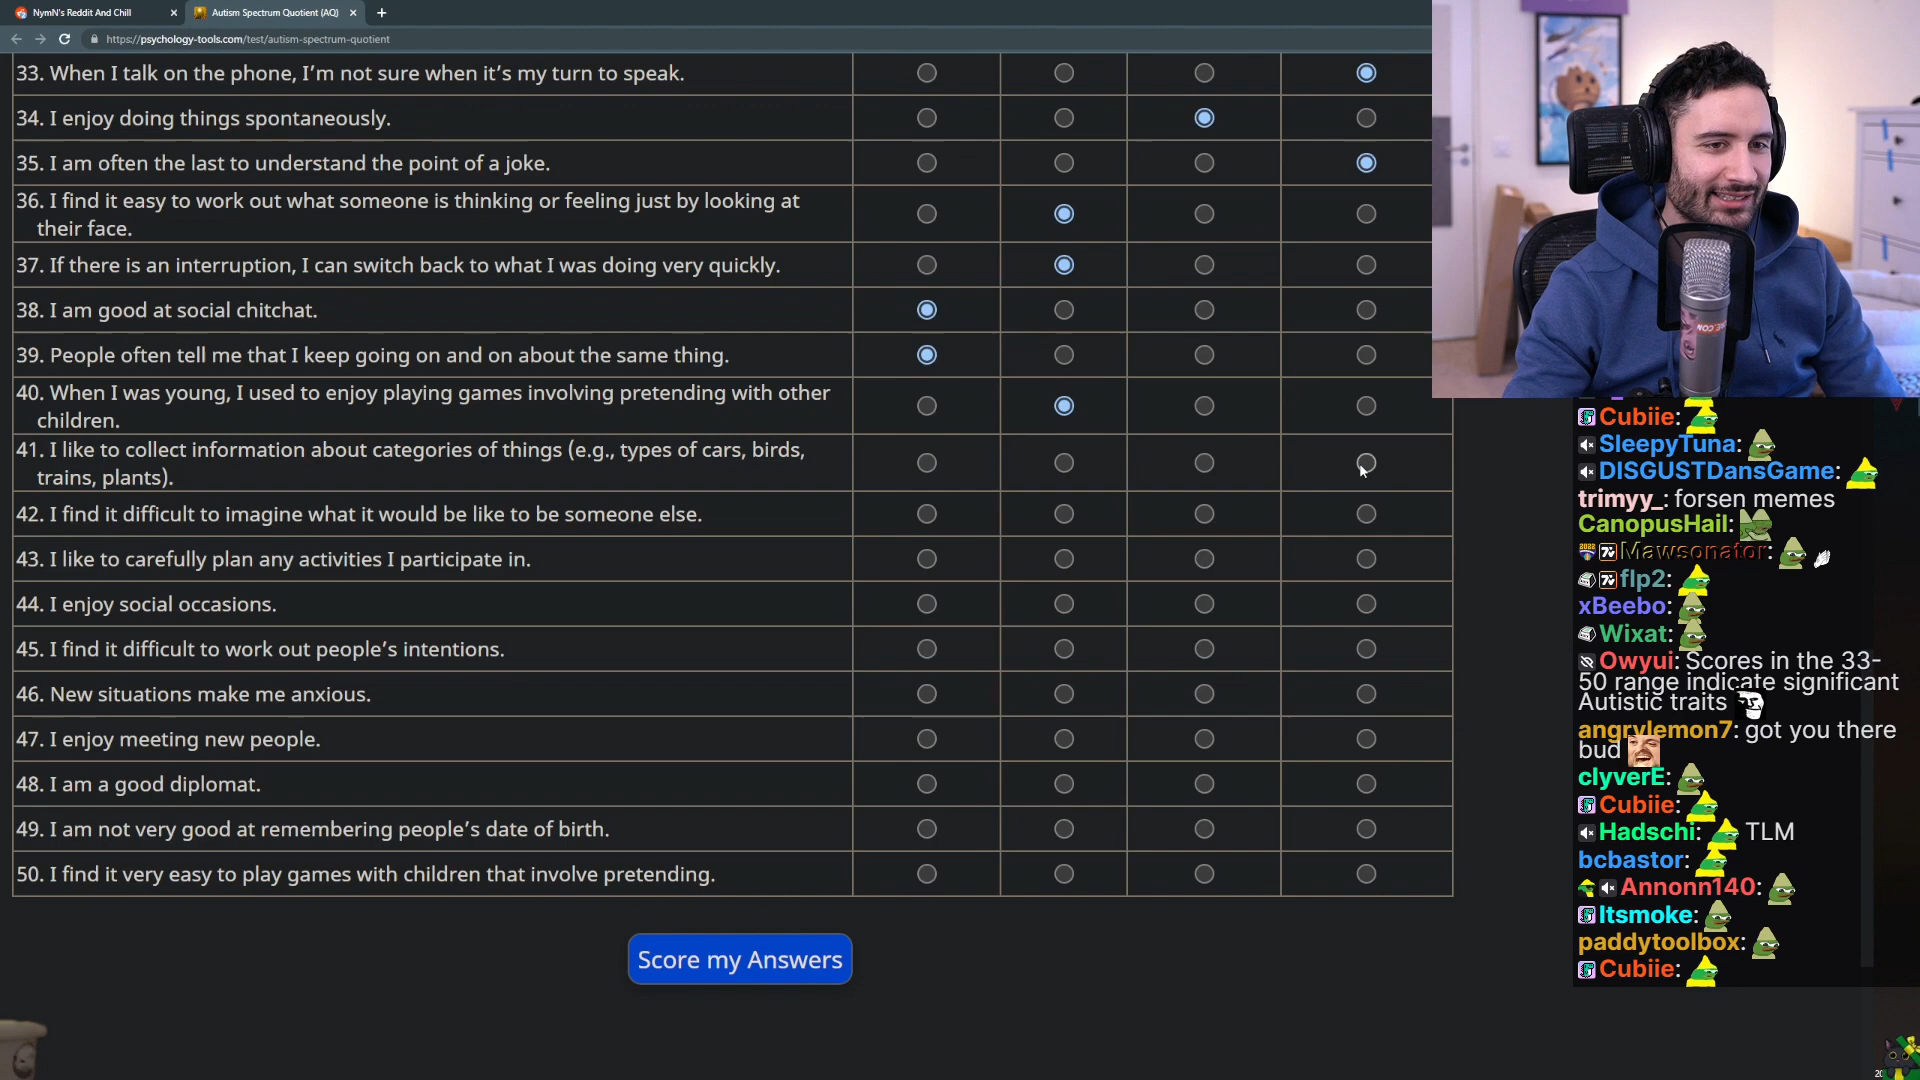 NymN's Reddit And Chill
Autism Spectrum Quotient (AQ)
https://psychology-tools.com/test/autism-spectrum-quotient
33. When I talk on the phone, I'm not sure when it's my turn to speak.
34. I enjoy doing things spontaneously.
35. I am often the last to understand the point of a joke.
36. I find it easy to work out what someone is thinking or feeling just by looking at
their face.
37. If there is an interruption, I can switch back to what I was doing very quickly.
38. I am good at social chitchat.
39. People often tell me that I keep going on and on about the same thing.
40. When I was young, I used to enjoy playing games involving pretending with other
children.
41. I like to collect information about categories of things (e.g., types of cars, birds,
trains, plants).
42. I find it difficult to imagine what it would be like to be someone else.
43. I like to carefully plan any activities I participate in.
44. I enjoy social occasions.
45. I find it difficult to work out people's intentions.
46. New situations make me anxious.
47. I enjoy meeting new people.
48. I am a good diplomat.
49. I am not very good at remembering people's date of birth.
50. I find it very easy to play games with children that involve pretending.
Score my Answers
Cubiie:
SleepyTuna:
DISGUSTDansGame:
trimyy_: forsen memes
CanopusHail:
Mawsonator:
flp2:
xBeebo:
Wixat:
Owyui: Scores in the 33-
50 range indicate significant
Autistic traits
angrylemon7: got you there
bud
clyverE:
Cubiie:
Hadschi: TLM
bcbastor:
Annonn140:
Itsmoke:
paddytoolbox:
Cubiie: